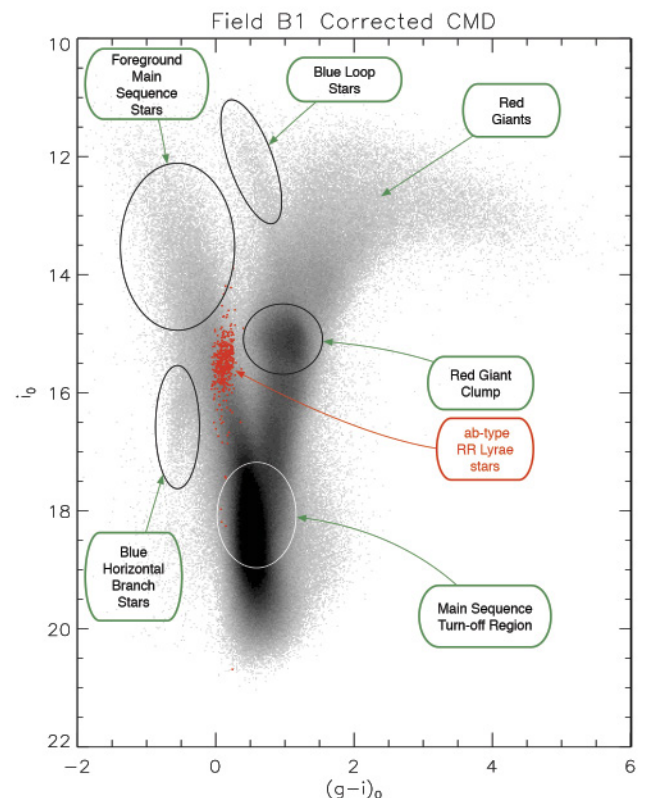 Field B1 Corrected CMD
10
12
14
16
18
20
22
i₀
Foreground
Main
Sequence
Stars
Blue Loop
Stars
Red
Giants
Red Giant
Clump
ab-type
RR Lyrae
stars
Blue
Horizontal
Branch
Stars
Main Sequence
Turn-off Region
−2 0 2 4 6
(g−i)₀